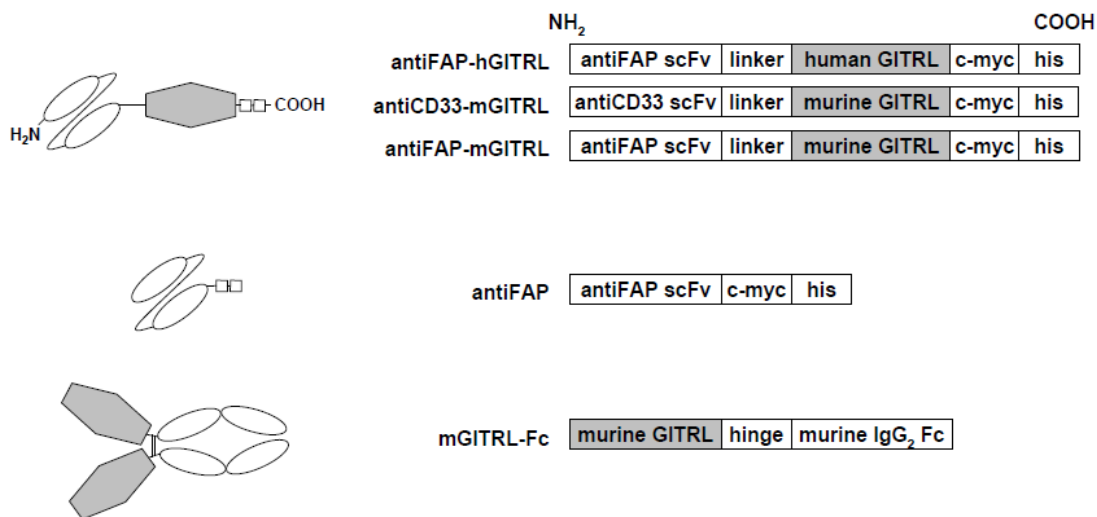 NH2 COOH
antiFAP-hGITRL antiFAP scFv linker human GITRL c-myc his
antiCD33-mGITRL antiCD33 scFv linker murine GITRL c-myc his
H2N COOH
antiFAP-mGITRL antiFAP scFv linker murine GITRL c-myc his
antiFAP antiFAP scFv c-myc his
mGITRL-Fc murine GITRL hinge murine IgG2 Fc